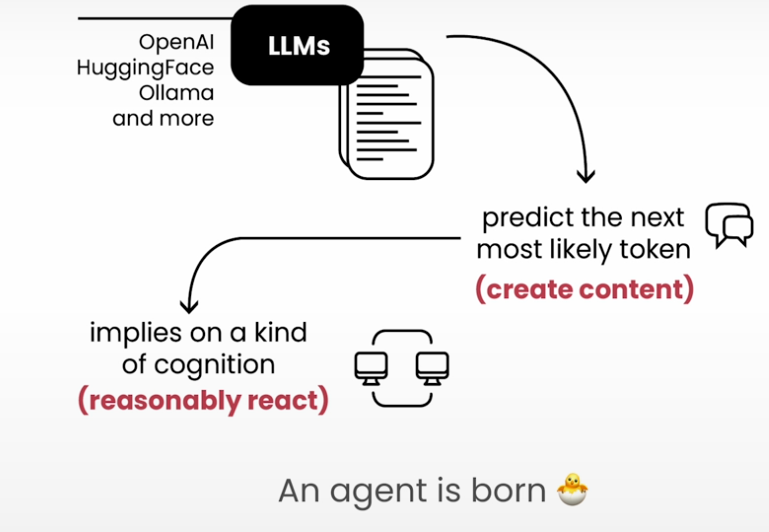 LLMs
OpenAI
HuggingFace
Ollama
and more
predict the next
most likely token
(create content)
implies on a kind
of cognition
(reasonably react)
An agent is born 🐣